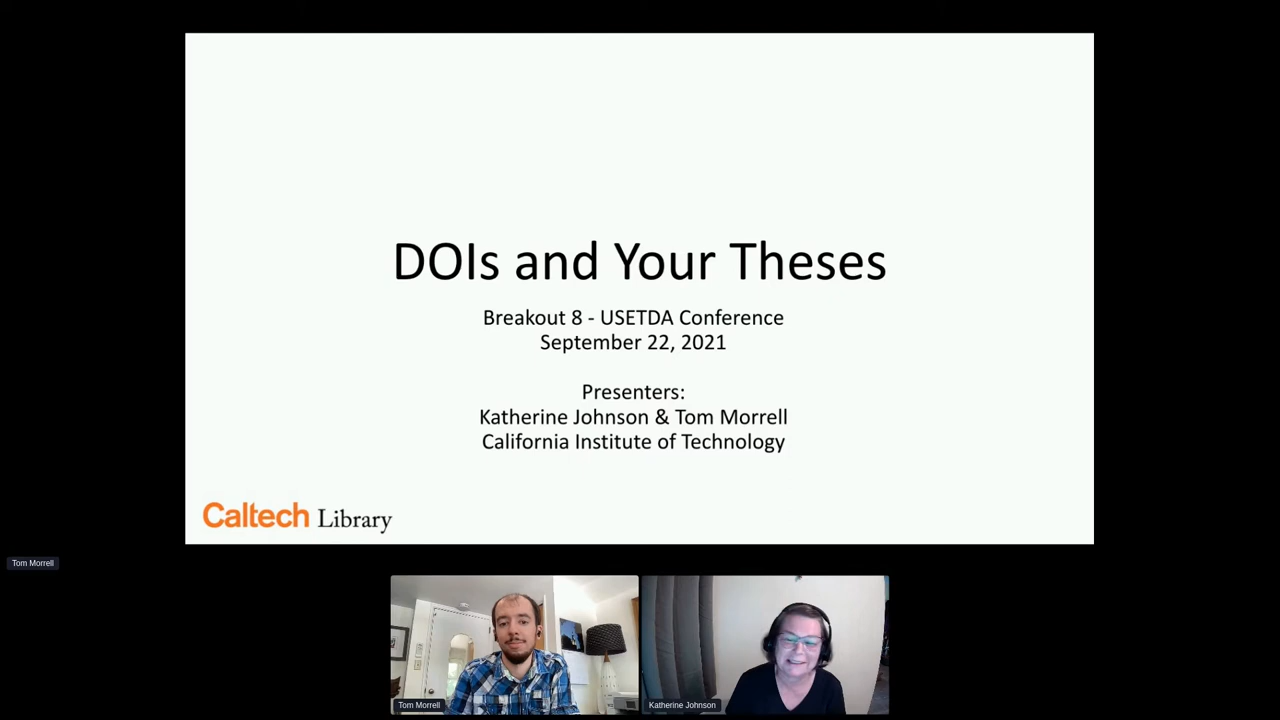 DOIs and Your Theses
Breakout 8 - USETDA Conference
September 22, 2021
Presenters:
Katherine Johnson & Tom Morrell
California Institute of Technology
Caltech Library
Tom Morrell
Tom Morrell
Katherine Johnson